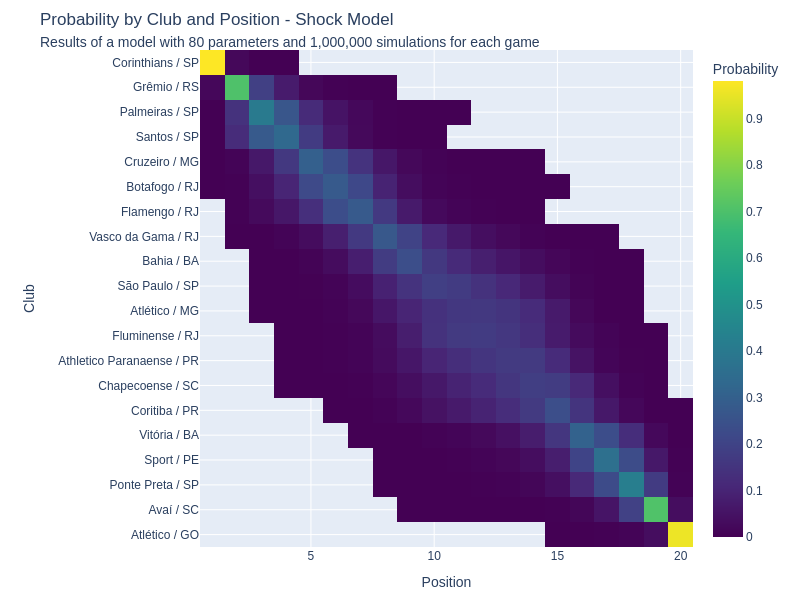 Probability by Club and Position - Shock Model
Results of a model with 80 parameters and 1,000,000 simulations for each game
Probability
Corinthians / SP
Grêmio / RS
Palmeiras / SP
Santos / SP
Cruzeiro / MG
Botafogo / RJ
Flamengo / RJ
Vasco da Gama / RJ
Bahia / BA
São Paulo / SP
Atlético / MG
Fluminense / RJ
Athletico Paranaense / PR
Chapecoense / SC
Coritiba / PR
Vitória / BA
Sport / PE
Ponte Preta / SP
Avaí / SC
Atlético / GO
Club
5 10 15 20
Position
0.9
0.8
0.7
0.6
0.5
0.4
0.3
0.2
0.1
0